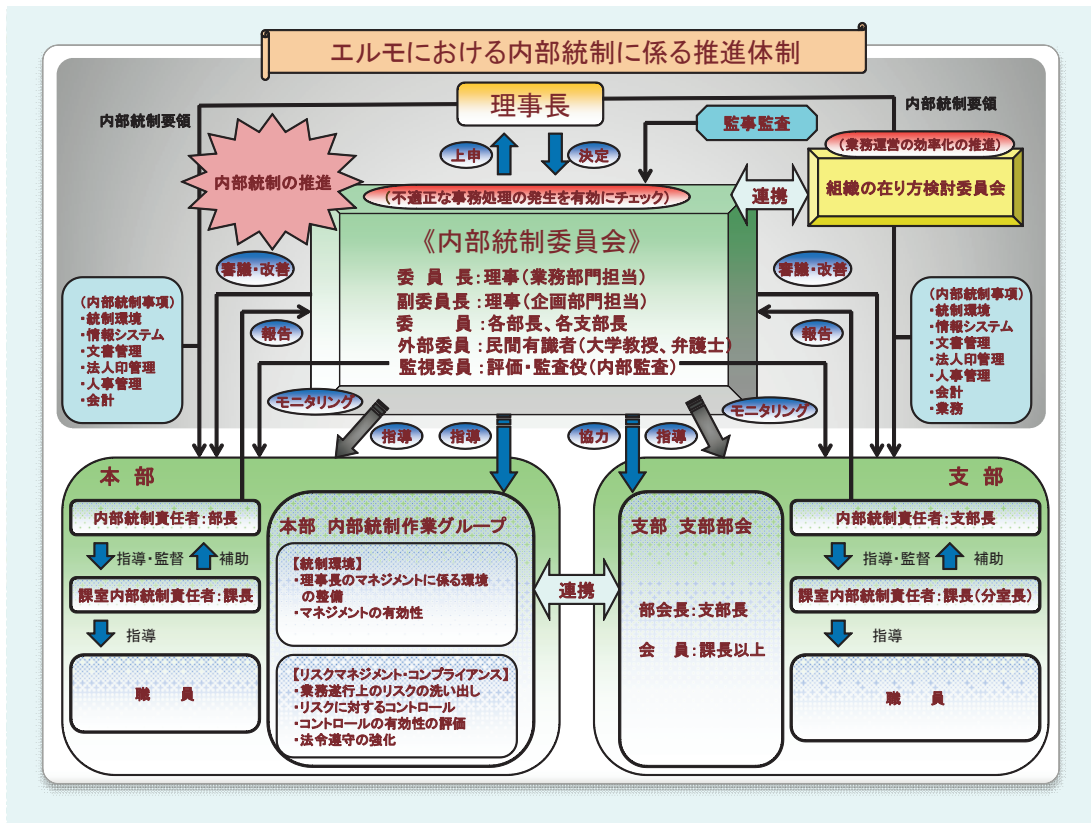 エルモにおける内部統制に係る推進体制
理事長
内部統制要領
内部統制要領
監事監査
(業務運営の効率化の推進)
組織の在り方検討委員会
上申
決定
内部統制の推進
連携
(不適正な事務処理の発生を有効にチェック)
《内部統制委員会》
委 員 長:理事(業務部門担当)
副委員長:理事(企画部門担当)
委　　員:各部長、各支部長
外部委員:民間有識者(大学教授、弁護士)
監視委員:評価・監査役(内部監査)
審議・改善
審議・改善
報告
報告
(内部統制事項)
・統制環境
・情報システム
・文書管理
・法人印管理
・人事管理
・会計
(内部統制事項)
・統制環境
・情報システム
・文書管理
・法人印管理
・人事管理
・会計
・業務
モニタリング
モニタリング
指導
指導
協力
指導
本 部
内部統制責任者:部長
指導・監督
補助
課室内部統制責任者:課長
指導
職　員
本部 内部統制作業グループ
【統制環境】
・理事長のマネジメントに係る環境
の整備
・マネジメントの有効性
【リスクマネジメント・コンプライアンス】
・業務遂行上のリスクの洗い出し
・リスクに対するコントロール
・コントロールの有効性の評価
・法令遵守の強化
連携
支 部
支部 支部部会
部会長:支部長
会　員:課長以上
内部統制責任者:支部長
指導・監督
補助
課室内部統制責任者:課長(分室長)
指導
職　員